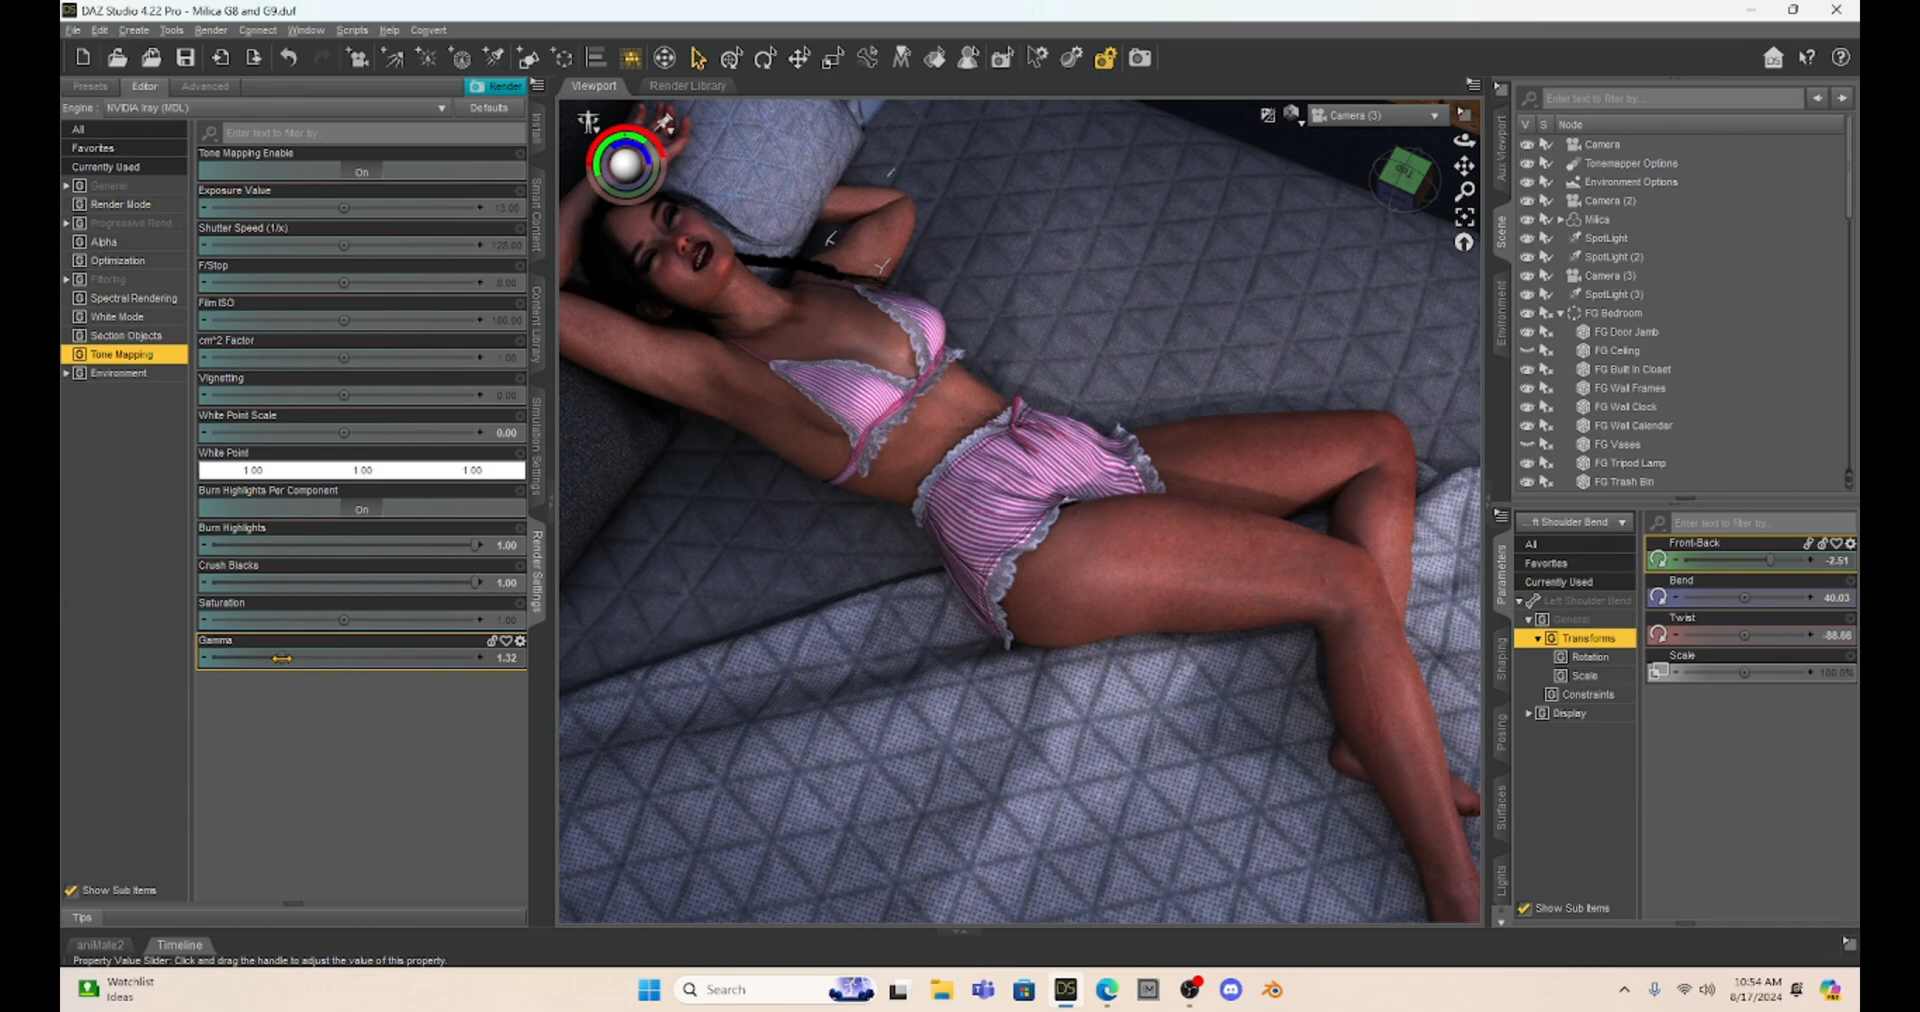 DAZ Studio 4.22 Pro - Milica G8 and G9.duf
File Edit Create Tools Render Connect Window Scripts Help Convert
Presets Editor Advanced Render
Engine : NVIDIA Iray (MDL) Defaults
All
Favorites
Currently Used
General
Render Mode
Progressive Rend
Alpha
Optimization
Filtering
Spectral Rendering
White Mode
Section Objects
Tone Mapping
Environment
Show Sub Items
Tips
Enter text to filter by...
Tone Mapping Enable
On
Exposure Value
13.00
Shutter Speed (1/x)
128.00
F/Stop
8.00
Film ISO
100.00
cm^2 Factor
1.00
Vignetting
0.00
White Point Scale
0.00
White Point
1.00 1.00 1.00
Burn Highlights Per Component
On
Burn Highlights
1.00
Crush Blacks
1.00
Saturation
1.00
Gamma
1.32
Install
Smart Content
Content Library
Simulation Settings
Render Settings
Viewport Render Library
Camera (3)
Top
Aux Viewport
Scene
Environment
Enter text to filter by...
V S Node
Camera
Tonemapper Options
Environment Options
Camera (2)
Milica
SpotLight
SpotLight (2)
Camera (3)
SpotLight (3)
FG Bedroom
FG Door Jamb
FG Ceiling
FG Built In Closet
FG Wall Frames
FG Wall Clock
FG Wall Calendar
FG Vases
FG Tripod Lamp
FG Trash Bin
Parameters
Shaping
Posing
Surfaces
Lights
...ft Shoulder Bend
All
Favorites
Currently Used
Left Shoulder Bend
General
Transforms
Rotation
Scale
Constraints
Display
Show Sub Items
Enter text to filter by...
Front-Back
-2.51
Bend
40.03
Twist
-88.66
Scale
100.0%
aniMate2 Timeline
Property Value Slider: Click and drag the handle to adjust the value of this property.
Watchlist
Ideas
Search
DS
10:54 AM
8/17/2024